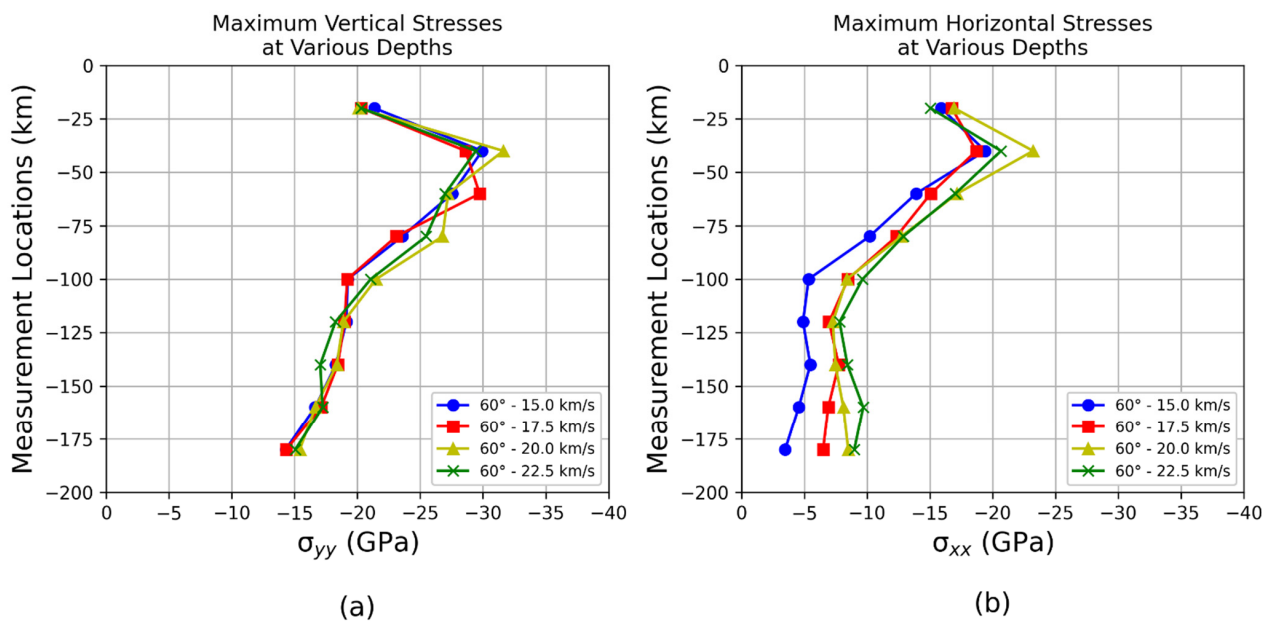 Maximum Vertical Stresses
at Various Depths
Measurement Locations (km)
0
−25
−50
−75
−100
−125
−150
−175
−200
0 −5 −10 −15 −20 −25 −30 −35 −40
σyy (GPa)
60° - 15.0 km/s
60° - 17.5 km/s
60° - 20.0 km/s
60° - 22.5 km/s
(a)
Maximum Horizontal Stresses
at Various Depths
Measurement Locations (km)
0
−25
−50
−75
−100
−125
−150
−175
−200
0 −5 −10 −15 −20 −25 −30 −35 −40
σxx (GPa)
60° - 15.0 km/s
60° - 17.5 km/s
60° - 20.0 km/s
60° - 22.5 km/s
(b)